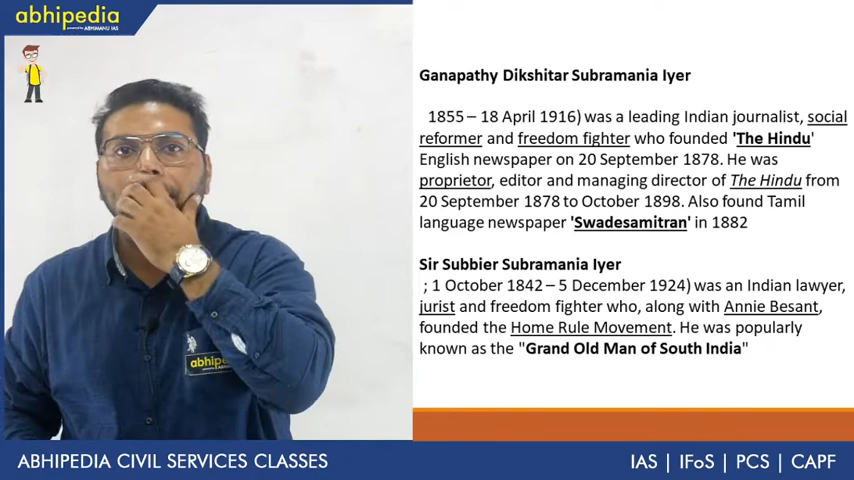 abhipedia
powered by ABHIMANU IAS
Ganapathy Dikshitar Subramania Iyer
1855 – 18 April 1916) was a leading Indian journalist, social
reformer and freedom fighter who founded 'The Hindu'
English newspaper on 20 September 1878. He was
proprietor, editor and managing director of The Hindu from
20 September 1878 to October 1898. Also found Tamil
language newspaper 'Swadesamitran' in 1882
Sir Subbier Subramania Iyer
; 1 October 1842 – 5 December 1924) was an Indian lawyer,
jurist and freedom fighter who, along with Annie Besant,
founded the Home Rule Movement. He was popularly
known as the "Grand Old Man of South India"
abhipe
ABHIPEDIA CIVIL SERVICES CLASSES
IAS | IFoS | PCS | CAPF